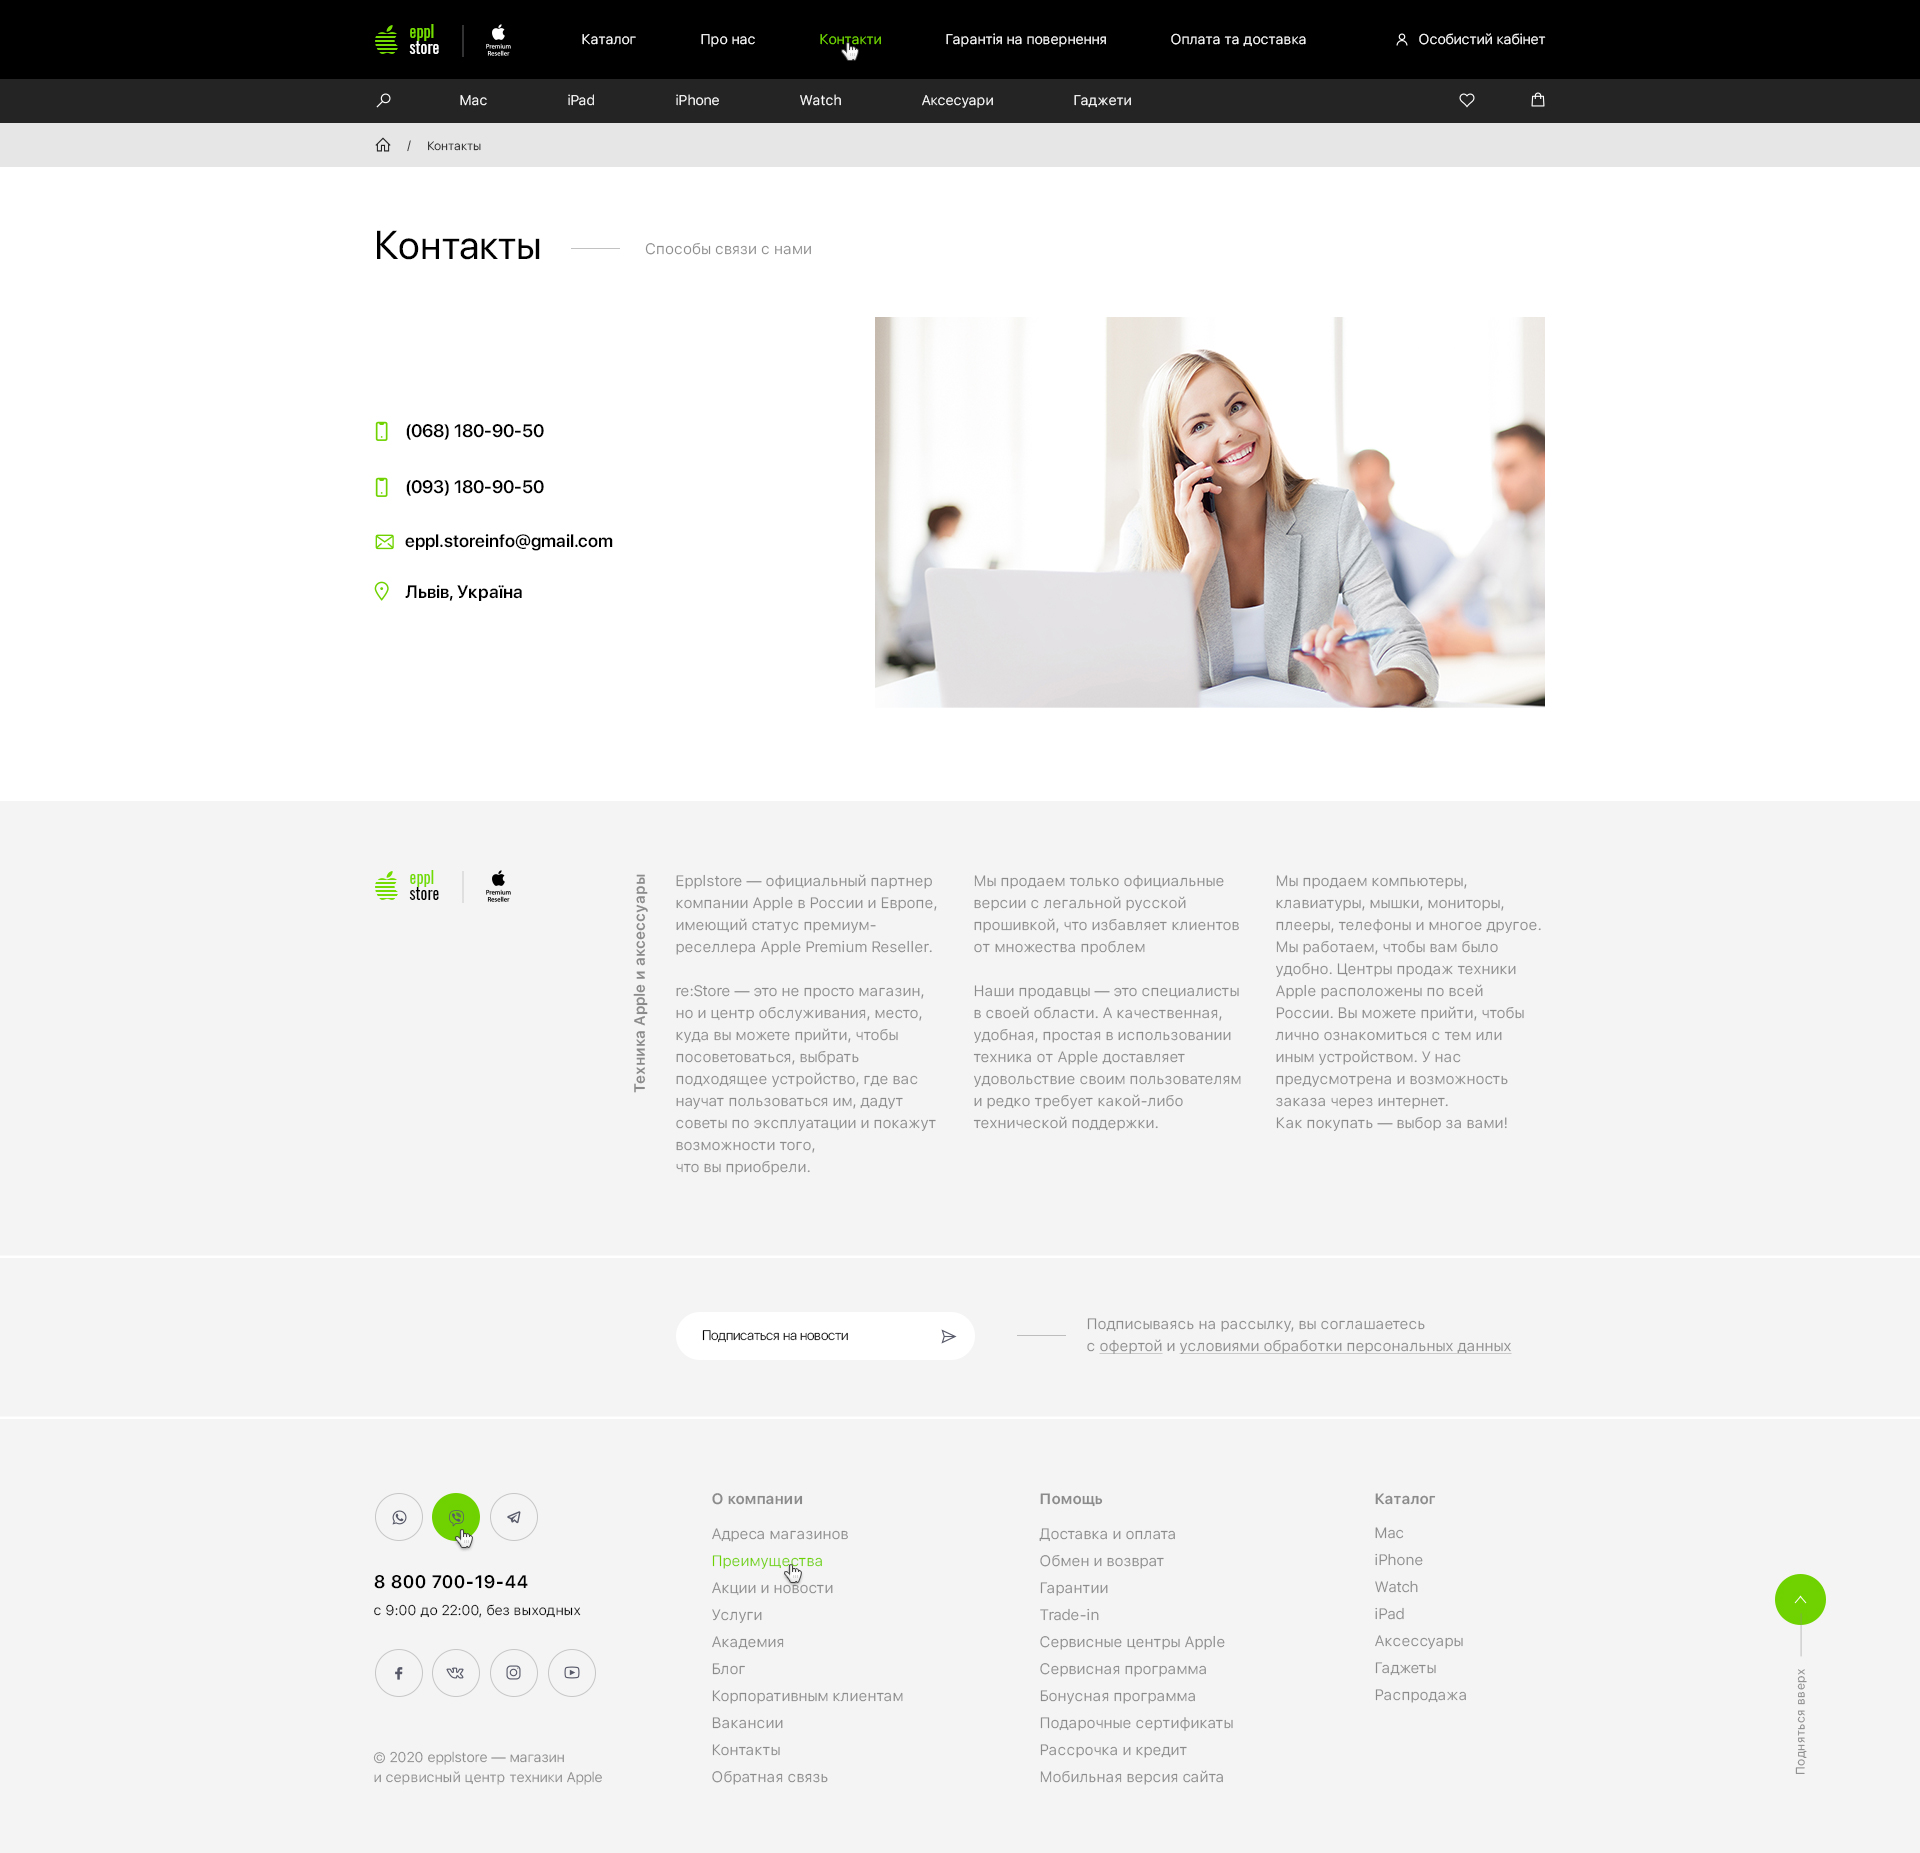 eppl
store
Premium
Reseller
Каталог
Про нас
Контакти
Гарантія на повернення
Оплата та доставка
Особистий кабінет
Mac
iPad
iPhone
Watch
Аксесуари
Гаджети
/ Контакты
Контакты
Способы связи с нами
(068) 180-90-50
(093) 180-90-50
eppl.storeinfo@gmail.com
Львів, Україна
eppl
store
Premium
Reseller
Техника Apple и аксессуары
Epplstore — официальный партнер
компании Apple в России и Европе,
имеющий статус премиум-
реселлера Apple Premium Reseller.
re:Store — это не просто магазин,
но и центр обслуживания, место,
куда вы можете прийти, чтобы
посоветоваться, выбрать
подходящее устройство, где вас
научат пользоваться им, дадут
советы по эксплуатации и покажут
возможности того,
что вы приобрели.
Мы продаем только официальные
версии с легальной русской
прошивкой, что избавляет клиентов
от множества проблем
Наши продавцы — это специалисты
в своей области. А качественная,
удобная, простая в использовании
техника от Apple доставляет
удовольствие своим пользователям
и редко требует какой-либо
технической поддержки.
Мы продаем компьютеры,
клавиатуры, мышки, мониторы,
плееры, телефоны и многое другое.
Мы работаем, чтобы вам было
удобно. Центры продаж техники
Apple расположены по всей
России. Вы можете прийти, чтобы
лично ознакомиться с тем или
иным устройством. У нас
предусмотрена и возможность
заказа через интернет.
Как покупать — выбор за вами!
Подписаться на новости
Подписываясь на рассылку, вы соглашаетесь
с офертой и условиями обработки персональных данных
8 800 700-19-44
с 9:00 до 22:00, без выходных
© 2020 epplstore — магазин
и сервисный центр техники Apple
О компании
Адреса магазинов
Преимущества
Акции и новости
Услуги
Академия
Блог
Корпоративным клиентам
Вакансии
Контакты
Обратная связь
Помощь
Доставка и оплата
Обмен и возврат
Гарантии
Trade-in
Сервисные центры Apple
Сервисная программа
Бонусная программа
Подарочные сертификаты
Рассрочка и кредит
Мобильная версия сайта
Каталог
Mac
iPhone
Watch
iPad
Аксессуары
Гаджеты
Распродажа
Подняться вверх